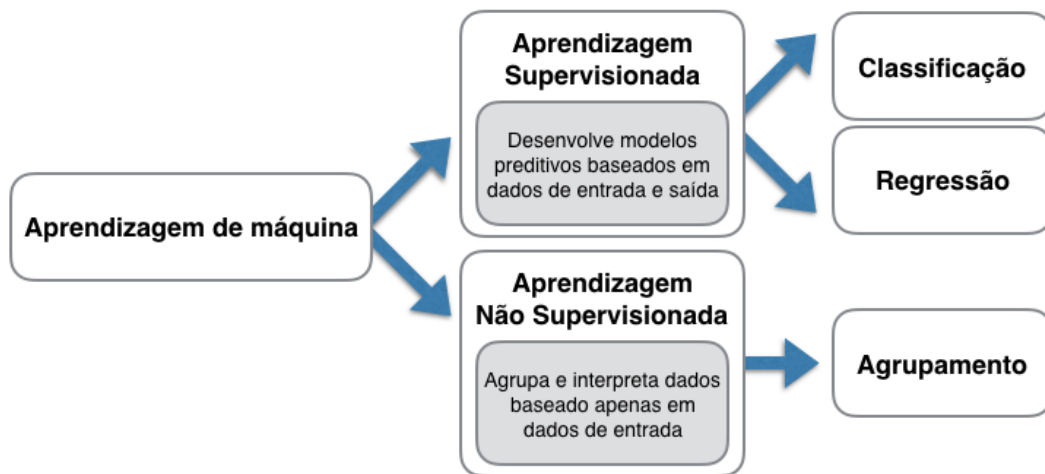 Aprendizagem de máquina
Aprendizagem
Supervisionada
Desenvolve modelos
preditivos baseados em
dados de entrada e saída
Classificação
Regressão
Aprendizagem
Não Supervisionada
Agrupa e interpreta dados
baseado apenas em
dados de entrada
Agrupamento